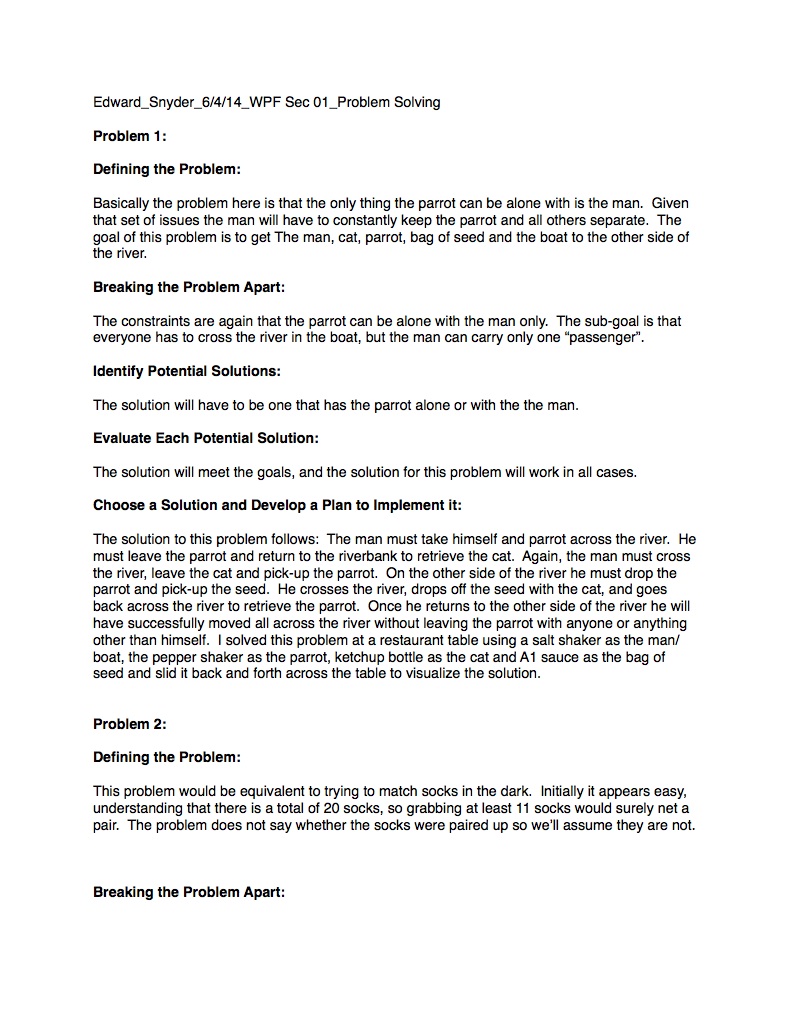 Edward_Snyder_6/4/14_WPF Sec 01_Problem Solving
Problem 1:
Defining the Problem:
Basically the problem here is that the only thing the parrot can be alone with is the man.  Given
that set of issues the man will have to constantly keep the parrot and all others separate.  The
goal of this problem is to get The man, cat, parrot, bag of seed and the boat to the other side of
the river.
Breaking the Problem Apart:
The constraints are again that the parrot can be alone with the man only.  The sub-goal is that
everyone has to cross the river in the boat, but the man can carry only one “passenger”.
Identify Potential Solutions:
The solution will have to be one that has the parrot alone or with the the man.
Evaluate Each Potential Solution:
The solution will meet the goals, and the solution for this problem will work in all cases.
Choose a Solution and Develop a Plan to Implement it:
The solution to this problem follows:  The man must take himself and parrot across the river.  He
must leave the parrot and return to the riverbank to retrieve the cat.  Again, the man must cross
the river, leave the cat and pick-up the parrot.  On the other side of the river he must drop the
parrot and pick-up the seed.  He crosses the river, drops off the seed with the cat, and goes
back across the river to retrieve the parrot.  Once he returns to the other side of the river he will
have successfully moved all across the river without leaving the parrot with anyone or anything
other than himself.  I solved this problem at a restaurant table using a salt shaker as the man/
boat, the pepper shaker as the parrot, ketchup bottle as the cat and A1 sauce as the bag of
seed and slid it back and forth across the table to visualize the solution.
Problem 2:
Defining the Problem:
This problem would be equivalent to trying to match socks in the dark.  Initially it appears easy,
understanding that there is a total of 20 socks, so grabbing at least 11 socks would surely net a
pair.  The problem does not say whether the socks were paired up so we’ll assume they are not.
Breaking the Problem Apart: